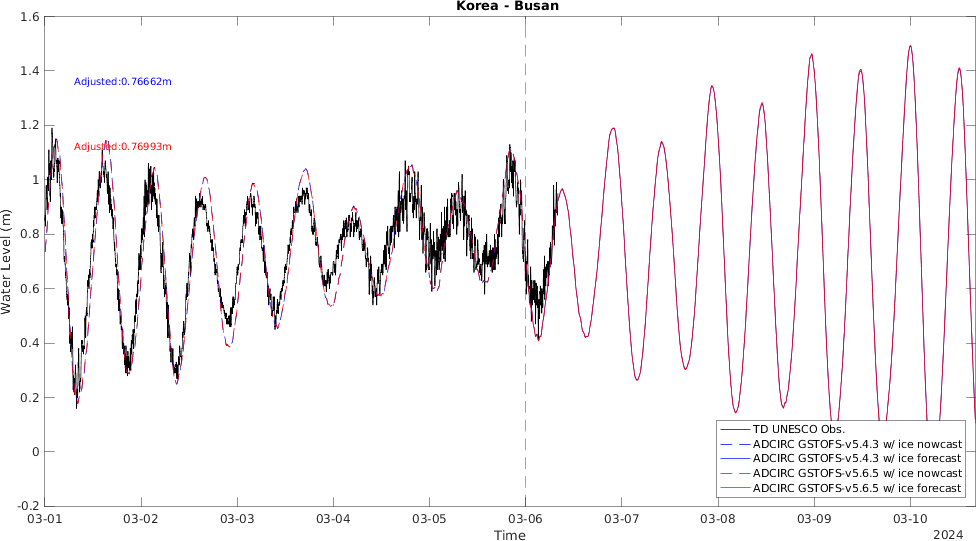 Korea - Busan
1.6
1.4
1.2
1
0.8
0.6
0.4
0.2
0
-0.2
Water Level (m)
Adjusted:0.76662m
Adjusted:0.76993m
TD UNESCO Obs.
ADCIRC GSTOFS-v5.4.3 w/ ice nowcast
ADCIRC GSTOFS-v5.4.3 w/ ice forecast
ADCIRC GSTOFS-v5.6.5 w/ ice nowcast
ADCIRC GSTOFS-v5.6.5 w/ ice forecast
03-01 03-02 03-03 03-04 03-05 03-06 03-07 03-08 03-09 03-10
Time
2024